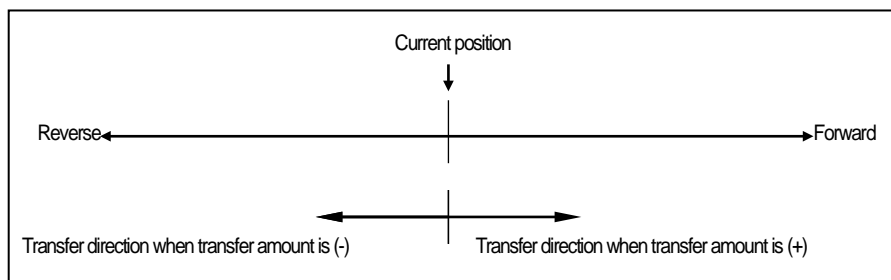 Current position
Reverse
Forward
Transfer direction when transfer amount is (-)
Transfer direction when transfer amount is (+)